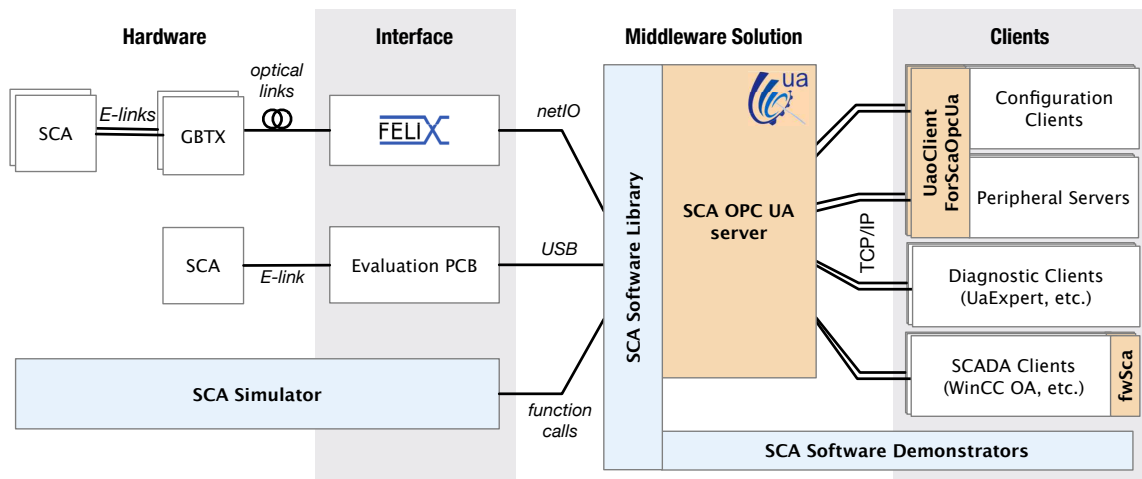 Hardware
Interface
Middleware Solution
Clients
SCA
E-links
GBTX
optical
links
FELIX
netIO
SCA
E-link
Evaluation PCB
USB
SCA Simulator
function
calls
SCA Software Library
ua
SCA OPC UA
server
TCP/IP
UaoClient
ForScaOpcUa
Configuration
Clients
Peripheral Servers
Diagnostic Clients
(UaExpert, etc.)
SCADA Clients
(WinCC OA, etc.)
fwSca
SCA Software Demonstrators